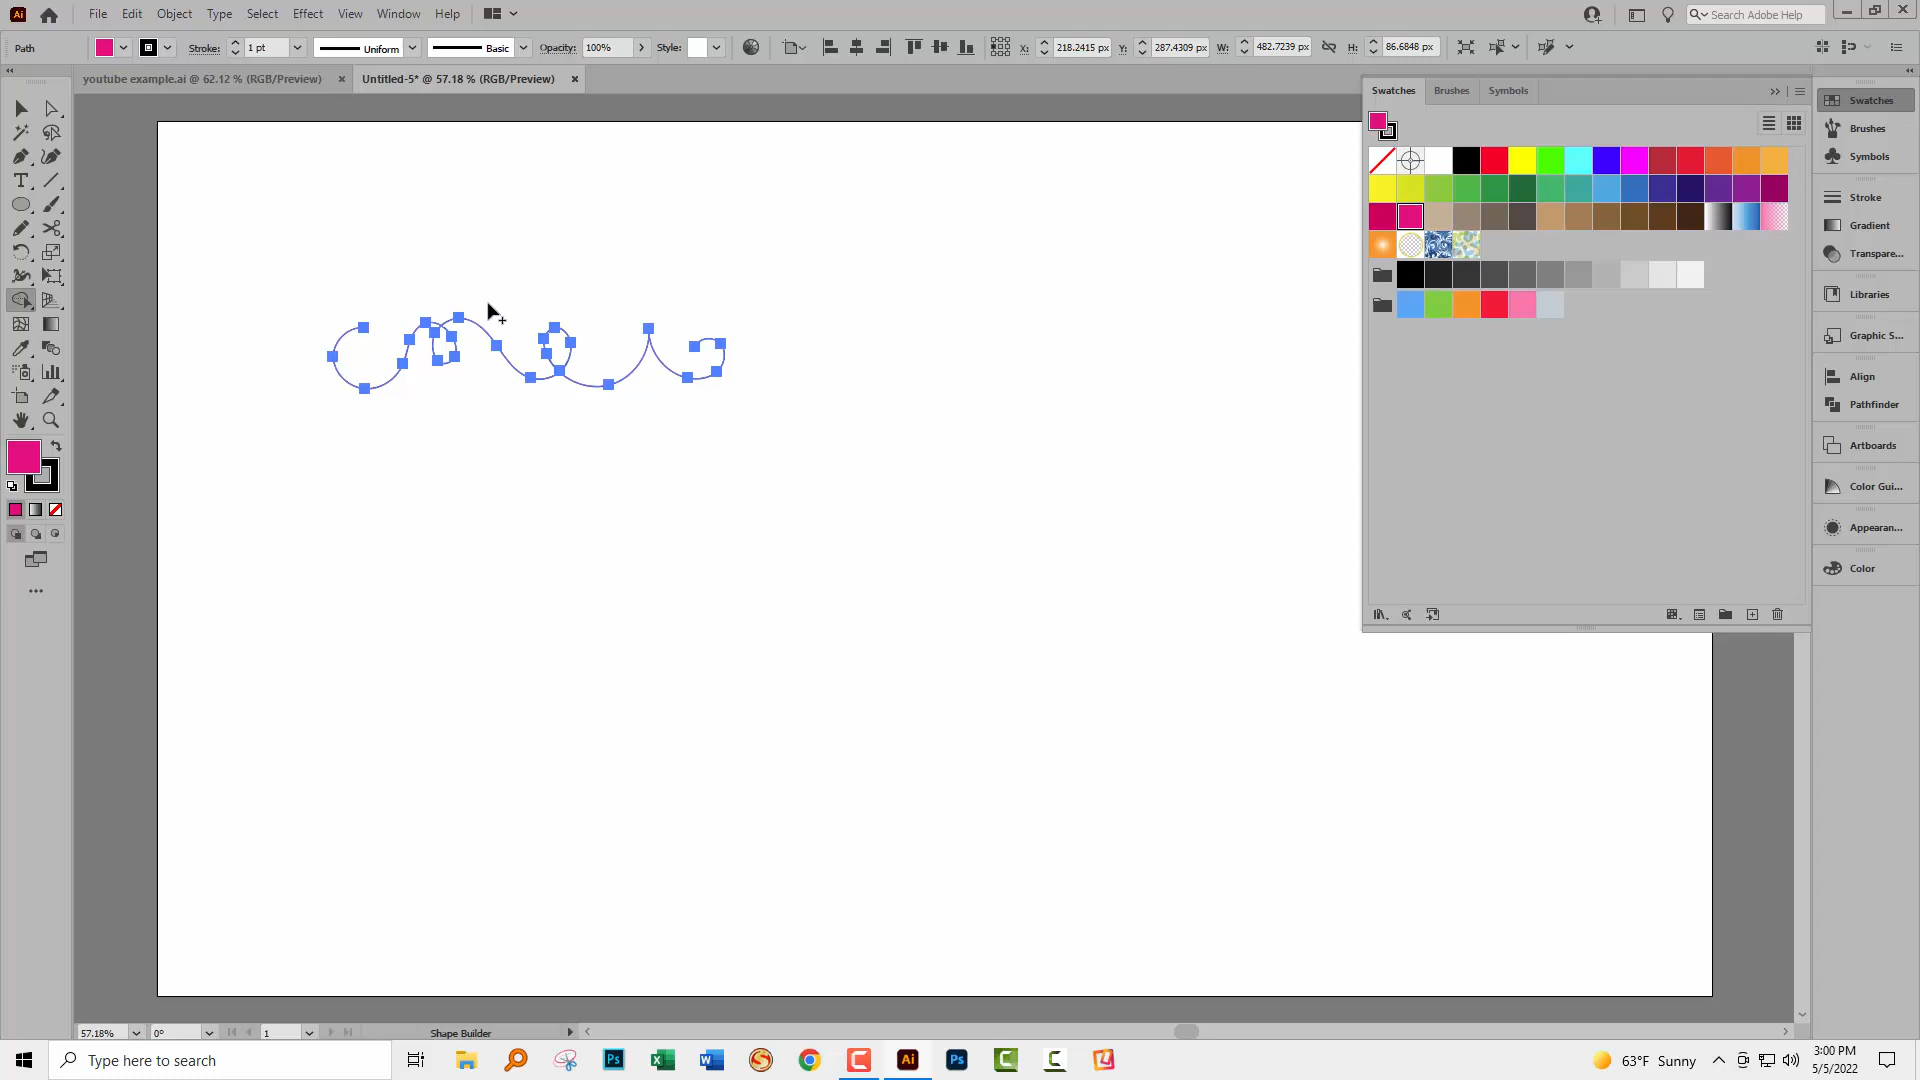 Ai File Edit Object Type Select Effect View Window Help Search Adobe Help
Path Stroke: 1 pt Uniform Basic Opacity: 100% Style: X: 218.2415 px Y: 287.4309 px W: 482.7239 px H: 86.6848 px
youtube example.ai @ 62.12 % (RGB/Preview) Untitled-5* @ 57.18 % (RGB/Preview)
Swatches Brushes Symbols
Swatches
Brushes
Symbols
Stroke
Gradient
Transpare...
Libraries
Graphic S...
Align
Pathfinder
Artboards
Color Gui...
Appearan...
Color
57.18% 0° 1 Shape Builder
Type here to search Ps Ai Ps 63°F Sunny 3:00 PM
5/5/2022